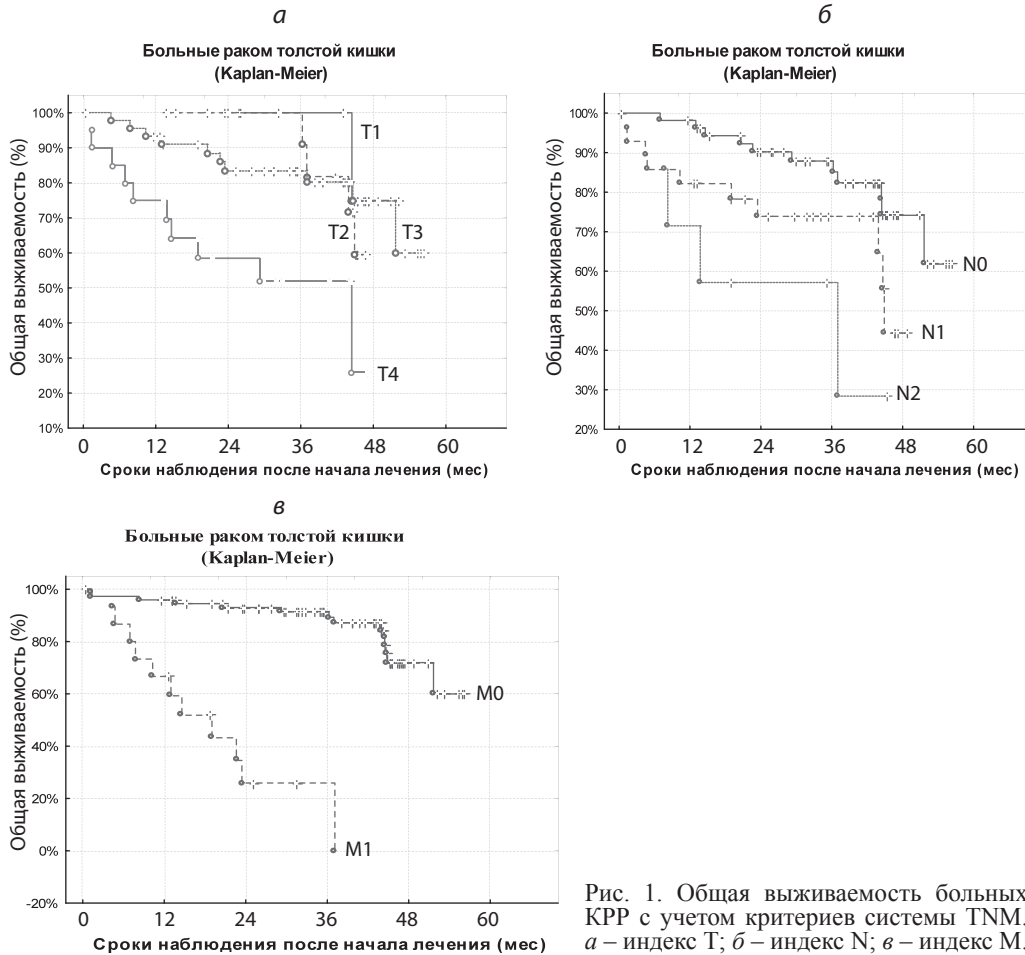 а
Больные раком толстой кишки
(Kaplan-Meier)
Общая выживаемость (%)
100%
90%
80%
70%
60%
50%
40%
30%
20%
10%
T1
T2
T3
T4
0 12 24 36 48 60
Сроки наблюдения после начала лечения (мес)
б
Больные раком толстой кишки
(Kaplan-Meier)
Общая выживаемость (%)
100%
90%
80%
70%
60%
50%
40%
30%
20%
N0
N1
N2
0 12 24 36 48 60
Сроки наблюдения после начала лечения (мес)
в
Больные раком толстой кишки
(Kaplan-Meier)
Общая выживаемость (%)
100%
80%
60%
40%
20%
0%
-20%
M0
M1
0 12 24 36 48 60
Сроки наблюдения после начала лечения (мес)
Рис. 1. Общая выживаемость больных
КРР с учетом критериев системы TNM.
а – индекс T; б – индекс N; в – индекс M.